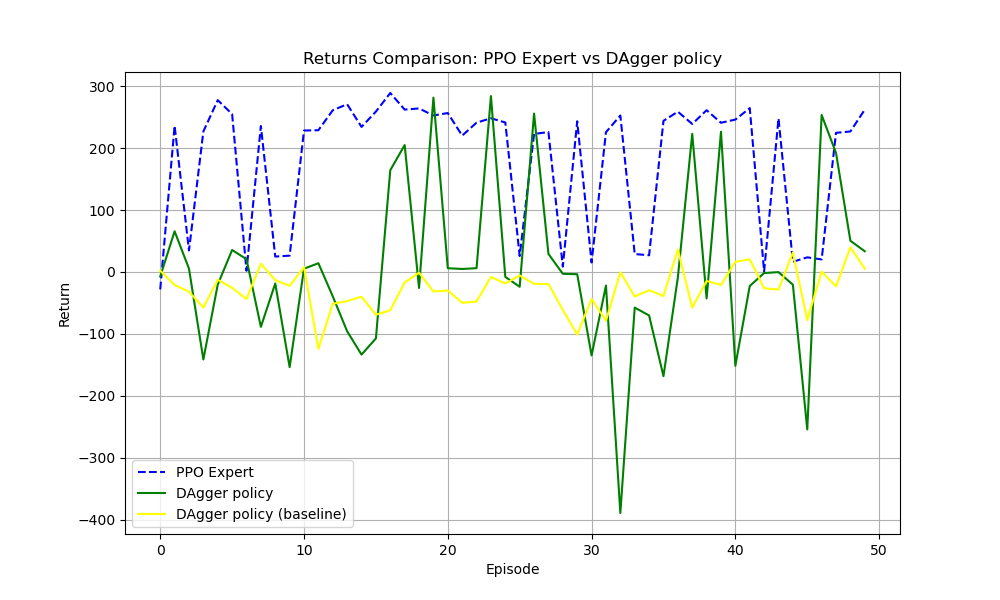 Returns Comparison: PPO Expert vs DAgger policy
300
200
100
0
−100
−200
−300
−400
Return
PPO Expert
DAgger policy
DAgger policy (baseline)
0 10 20 30 40 50
Episode